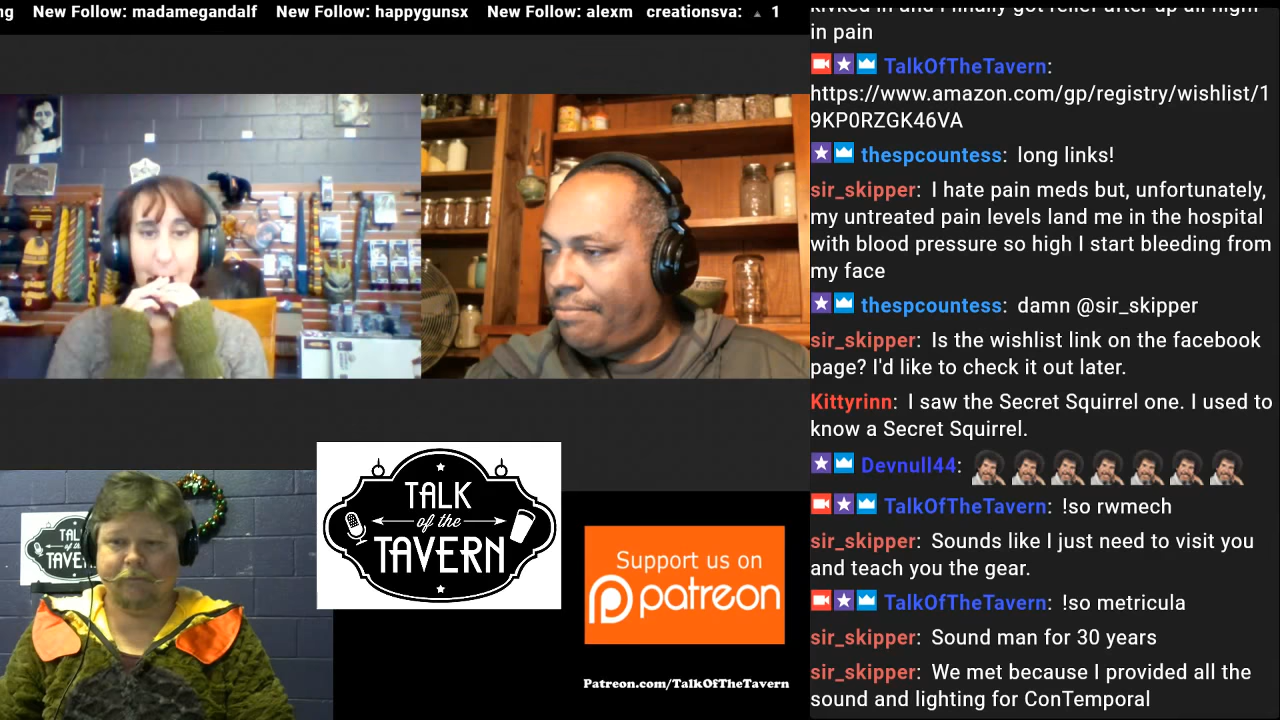 ng New Follow: madamegandalf New Follow: happygunsx New Follow: alexm creationsva: ▲ 1
in pain
TalkOfTheTavern:
https://www.amazon.com/gp/registry/wishlist/1
9KP0RZGK46VA
thespcountess: long links!
sir_skipper: I hate pain meds but, unfortunately,
my untreated pain levels land me in the hospital
with blood pressure so high I start bleeding from
my face
thespcountess: damn @sir_skipper
sir_skipper: Is the wishlist link on the facebook
page? I'd like to check it out later.
Kittyrinn: I saw the Secret Squirrel one. I used to
know a Secret Squirrel.
Devnull44:
TalkOfTheTavern: !so rwmech
sir_skipper: Sounds like I just need to visit you
and teach you the gear.
TalkOfTheTavern: !so metricula
sir_skipper: Sound man for 30 years
sir_skipper: We met because I provided all the
sound and lighting for ConTemporal
TALK
of the
TAVERN
Support us on
patreon
Patreon.com/TalkOfTheTavern